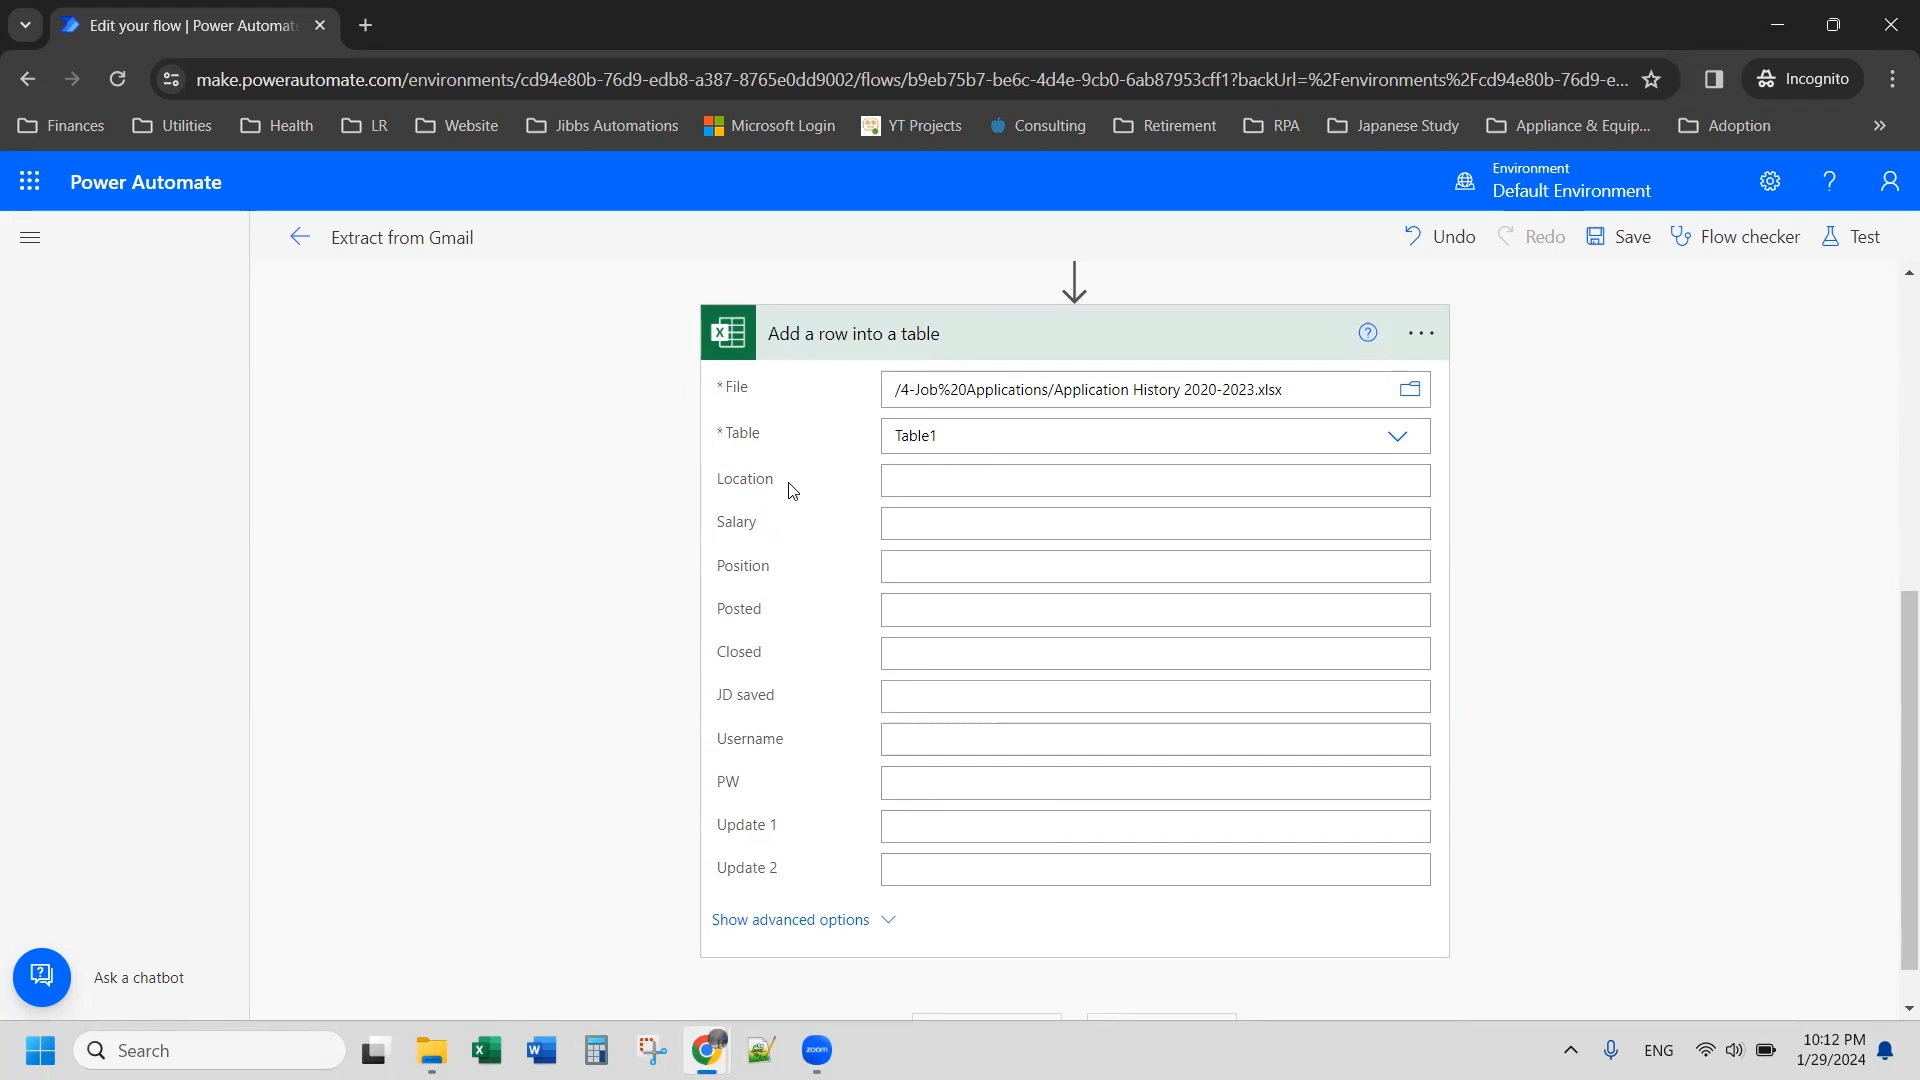 Edit your flow | Power Automat
make.powerautomate.com/environments/cd94e80b-76d9-edb8-a387-8765e0dd9002/flows/b9eb75b7-be6c-4d4e-9cb0-6ab87953cff1?backUrl=%2Fenvironments%2Fcd94e80b-76d9-e... Incognito
Finances Utilities Health LR Website Jibbs Automations Microsoft Login YT Projects Consulting Retirement RPA Japanese Study Appliance & Equip... Adoption
Power Automate
Environment
Default Environment
Extract from Gmail
Undo Redo Save Flow checker Test
Add a row into a table
* File /4-Job%20Applications/Application History 2020-2023.xlsx
* Table Table1
Location
Salary
Position
Posted
Closed
JD saved
Username
PW
Update 1
Update 2
Show advanced options
Ask a chatbot
Search
zoom
ENG
10:12 PM
1/29/2024